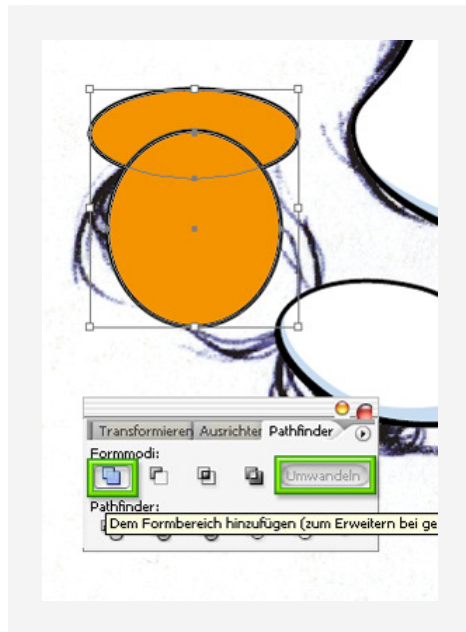 Transformieren Ausrichten Pathfinder
Formmodi:
Umwandeln
Pathfinder:
Dem Formbereich hinzufügen (zum Erweitern bei ge